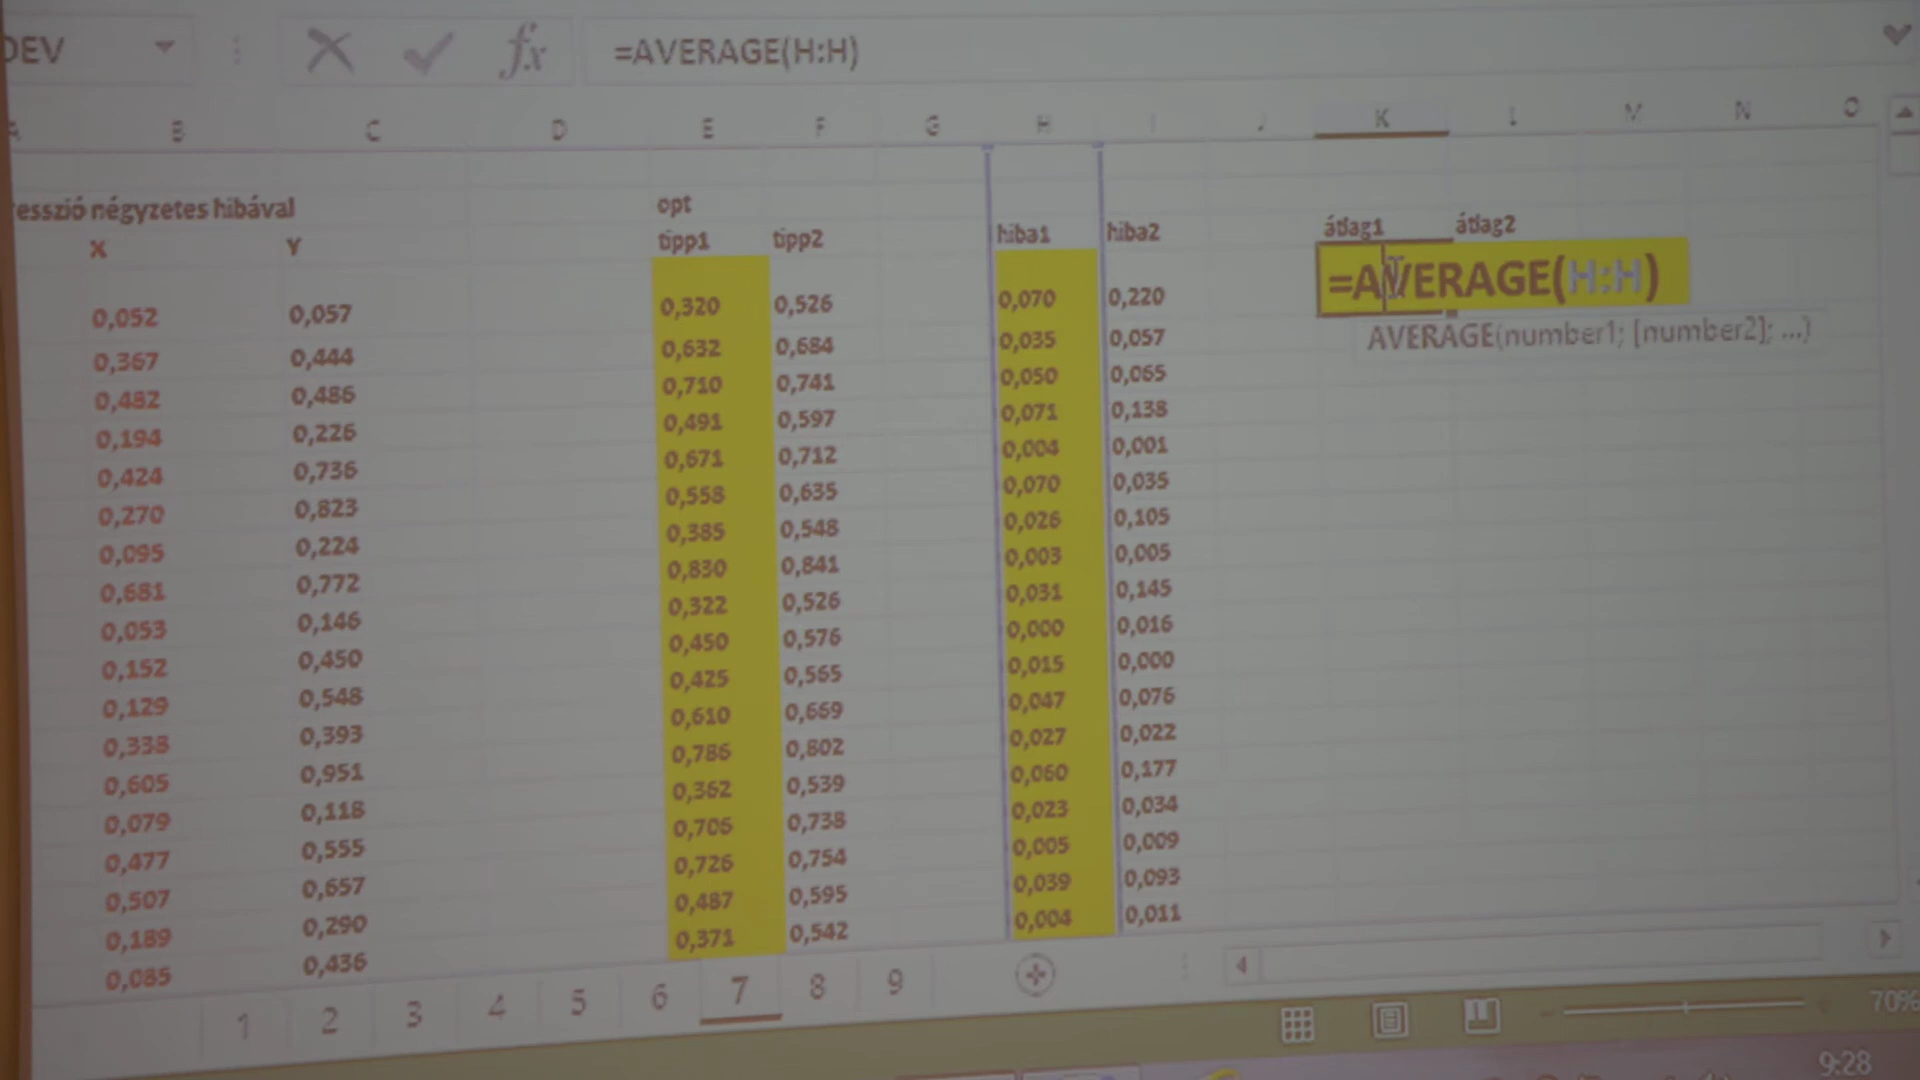 DEV fx =AVERAGE(H:H)
A B C D E F G H I J K L M N O
resszió négyzetes hibával opt
X Y tipp1 tipp2 hiba1 hiba2 átlag1 átlag2
0,052 0,057 0,320 0,526 0,070 0,220 =AVERAGE(H:H)
0,367 0,444 0,632 0,684 0,035 0,057 AVERAGE(number1; [number2]; ...)
0,482 0,486 0,710 0,741 0,050 0,065
0,194 0,226 0,491 0,597 0,071 0,138
0,424 0,736 0,671 0,712 0,004 0,001
0,270 0,823 0,558 0,635 0,070 0,035
0,095 0,224 0,385 0,548 0,026 0,105
0,681 0,772 0,830 0,841 0,003 0,005
0,053 0,146 0,322 0,526 0,031 0,145
0,152 0,450 0,450 0,576 0,000 0,016
0,129 0,548 0,425 0,565 0,015 0,000
0,338 0,393 0,610 0,669 0,047 0,076
0,605 0,951 0,786 0,802 0,027 0,022
0,079 0,118 0,362 0,539 0,060 0,177
0,477 0,555 0,706 0,738 0,023 0,034
0,507 0,657 0,726 0,754 0,005 0,009
0,189 0,290 0,487 0,595 0,039 0,093
0,085 0,436 0,371 0,542 0,004 0,011
1 2 3 4 5 6 7 8 9
70%
9:28